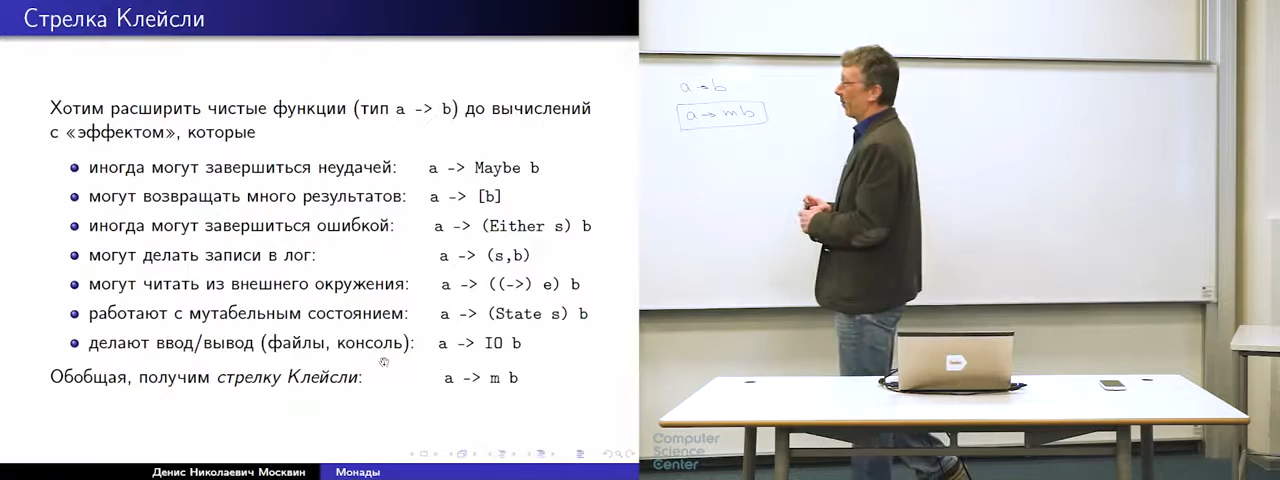 Стрелка Клейсли
Хотим расширить чистые функции (тип a -> b) до вычислений
с «эффектом», которые
иногда могут завершиться неудачей: a -> Maybe b
могут возвращать много результатов: a -> [b]
иногда могут завершиться ошибкой: a -> (Either s) b
могут делать записи в лог: a -> (s,b)
могут читать из внешнего окружения: a -> ((->) e) b
работают с мутабельным состоянием: a -> (State s) b
делают ввод/вывод (файлы, консоль): a -> IO b
Обобщая, получим стрелку Клейсли: a -> m b
Денис Николаевич Москвин Монады
a → b
a → m b
Computer
Science
Center